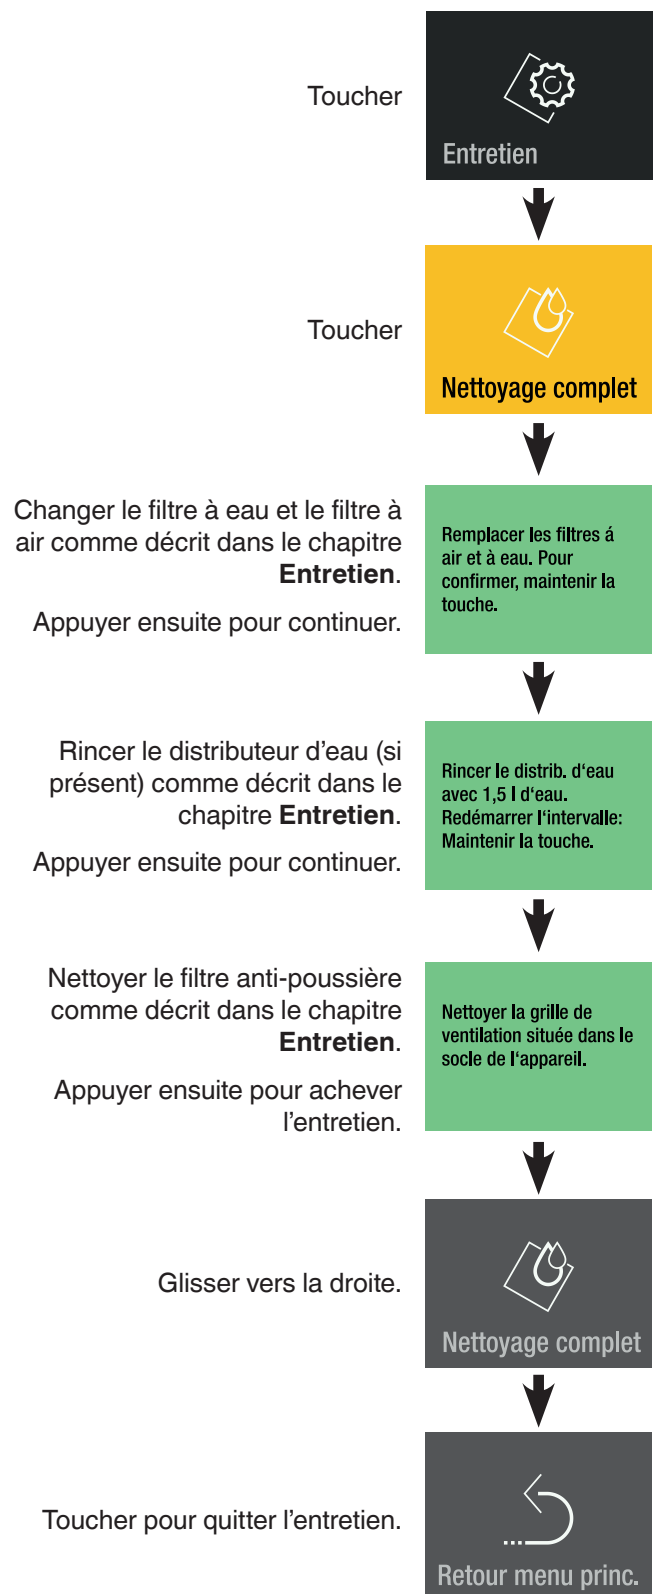 Toucher
Entretien
Toucher
Nettoyage complet
Changer le filtre à eau et le filtre à
air comme décrit dans le chapitre
Entretien.
Appuyer ensuite pour continuer.
Remplacer les filtres á
air et à eau. Pour
confirmer, maintenir la
touche.
Rincer le distributeur d’eau (si
présent) comme décrit dans le
chapitre Entretien.
Appuyer ensuite pour continuer.
Rincer le distrib. d‘eau
avec 1,5 l d‘eau.
Redémarrer l‘intervalle:
Maintenir la touche.
Nettoyer le filtre anti-poussière
comme décrit dans le chapitre
Entretien.
Appuyer ensuite pour achever
l’entretien.
Nettoyer la grille de
ventilation située dans le
socle de l‘appareil.
Glisser vers la droite.
Nettoyage complet
Toucher pour quitter l’entretien.
Retour menu princ.